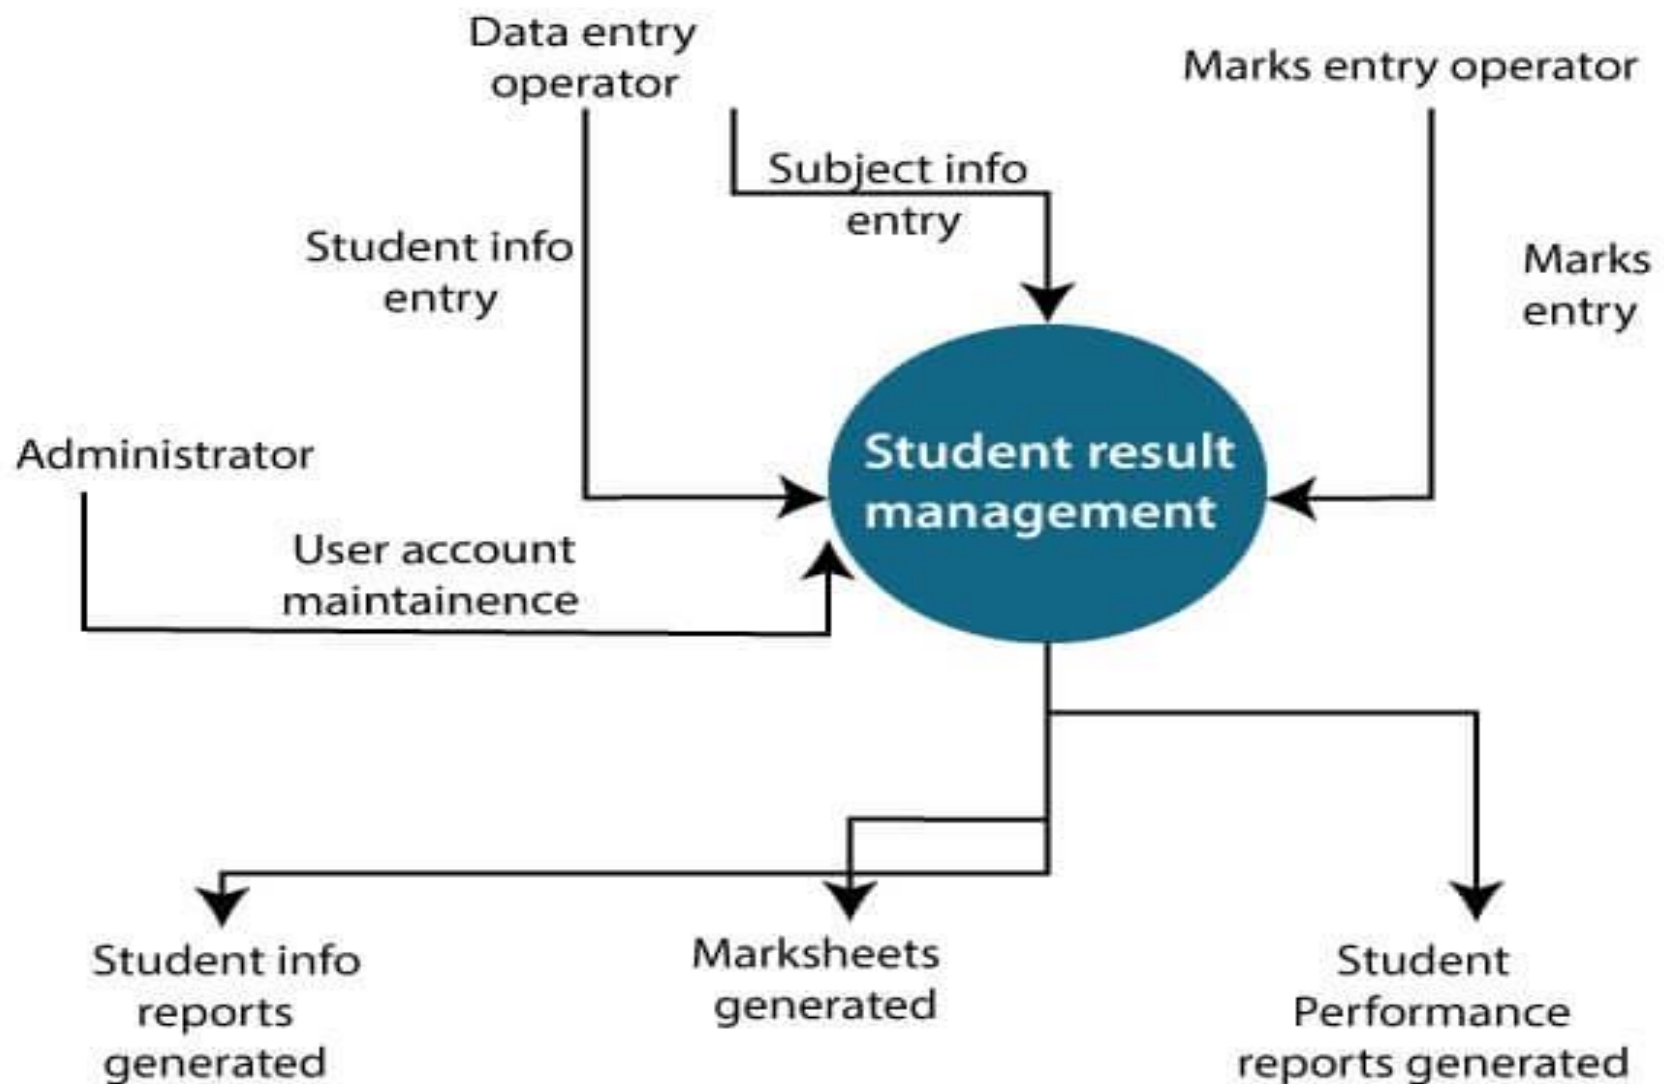 Data entry
operator
Marks entry operator
Subject info
entry
Student info
entry
Marks
entry
Administrator
Student result
management
User account
maintainence
Student info
reports
generated
Marksheets
generated
Student
Performance
reports generated